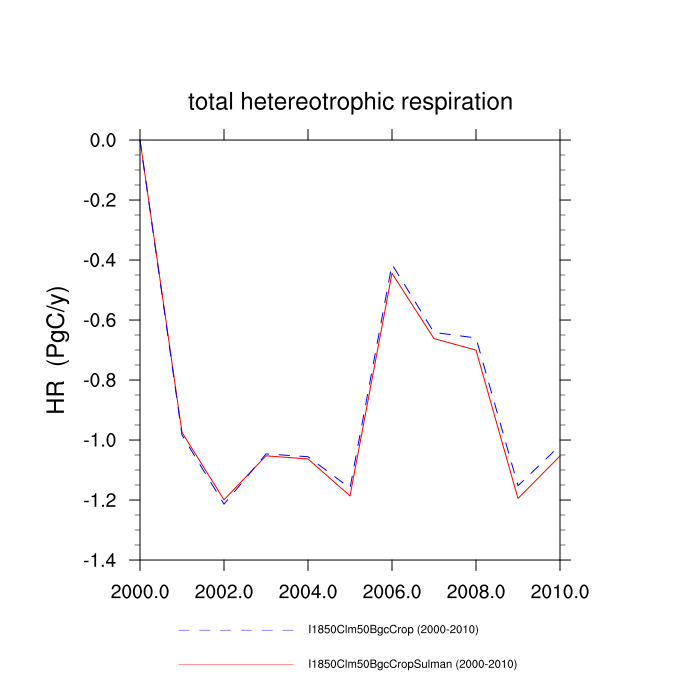 total hetereotrophic respiration
HR (PgC/y)
0.0
-0.2
-0.4
-0.6
-0.8
-1.0
-1.2
-1.4
2000.0 2002.0 2004.0 2006.0 2008.0 2010.0
I1850Clm50BgcCrop (2000-2010)
I1850Clm50BgcCropSulman (2000-2010)